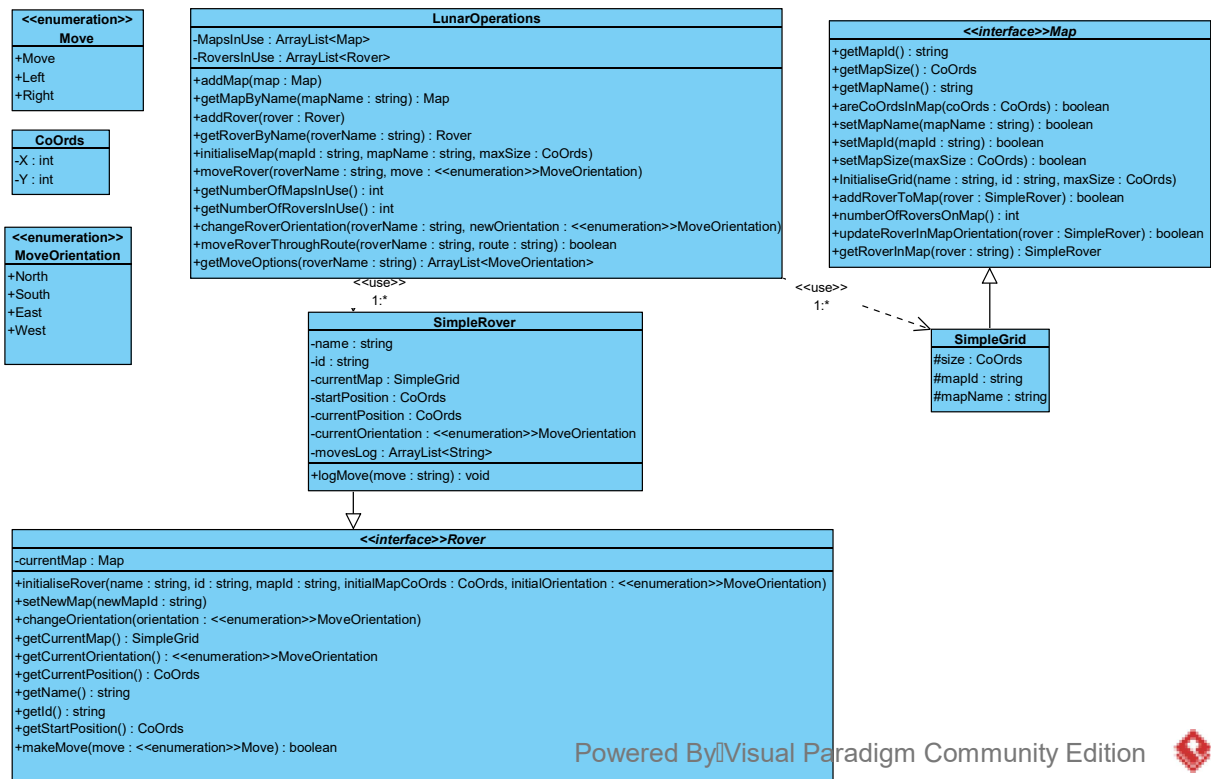 <<enumeration>>
Move
+Move
+Left
+Right
CoOrds
-X : int
-Y : int
<<enumeration>>
MoveOrientation
+North
+South
+East
+West
LunarOperations
-MapsInUse : ArrayList<Map>
-RoversInUse : ArrayList<Rover>
+addMap(map : Map)
+getMapByName(mapName : string) : Map
+addRover(rover : Rover)
+getRoverByName(roverName : string) : Rover
+initialiseMap(mapId : string, mapName : string, maxSize : CoOrds)
+moveRover(roverName : string, move : <<enumeration>>MoveOrientation)
+getNumberOfMapsInUse() : int
+getNumberOfRoversInUse() : int
+changeRoverOrientation(roverName : string, newOrientation : <<enumeration>>MoveOrientation)
+moveRoverThroughRoute(roverName : string, route : string) : boolean
+getMoveOptions(roverName : string) : ArrayList<MoveOrientation>
<<interface>>Map
+getMapId() : string
+getMapSize() : CoOrds
+getMapName() : string
+areCoOrdsInMap(coOrds : CoOrds) : boolean
+setMapName(mapName : string) : boolean
+setMapId(mapId : string) : boolean
+setMapSize(maxSize : CoOrds) : boolean
+InitialiseGrid(name : string, id : string, maxSize : CoOrds)
+addRoverToMap(rover : SimpleRover) : boolean
+numberOfRoversOnMap() : int
+updateRoverInMapOrientation(rover : SimpleRover) : boolean
+getRoverInMap(rover : string) : SimpleRover
<<use>>
1:*
<<use>>
1:*
SimpleRover
-name : string
-id : string
-currentMap : SimpleGrid
-startPosition : CoOrds
-currentPosition : CoOrds
-currentOrientation : <<enumeration>>MoveOrientation
-movesLog : ArrayList<String>
+logMove(move : string) : void
SimpleGrid
#size : CoOrds
#mapId : string
#mapName : string
<<interface>>Rover
-currentMap : Map
+initialiseRover(name : string, id : string, mapId : string, initialMapCoOrds : CoOrds, initialOrientation : <<enumeration>>MoveOrientation)
+setNewMap(newMapId : string)
+changeOrientation(orientation : <<enumeration>>MoveOrientation)
+getCurrentMap() : SimpleGrid
+getCurrentOrientation() : <<enumeration>>MoveOrientation
+getCurrentPosition() : CoOrds
+getName() : string
+getId() : string
+getStartPosition() : CoOrds
+makeMove(move : <<enumeration>>Move) : boolean
Powered By Visual Paradigm Community Edition